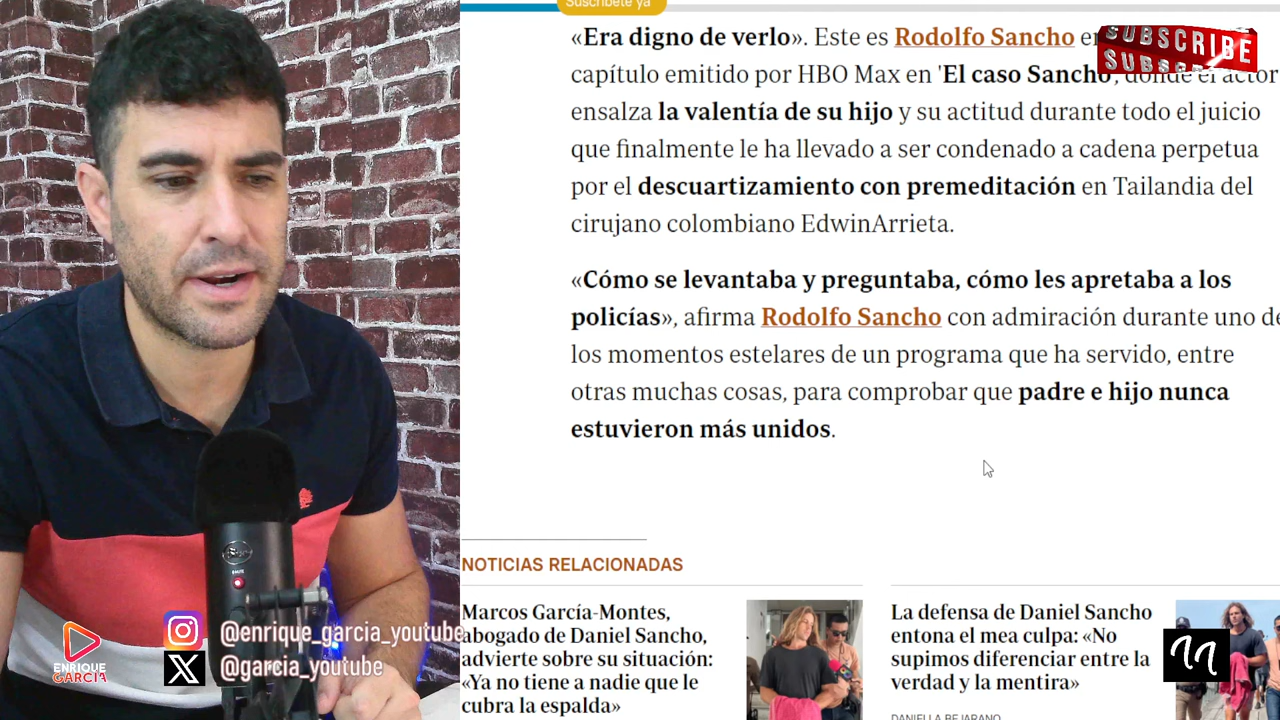 Suscríbete ya
SUBSCRIBE
«Era digno de verlo». Este es Rodolfo Sancho
capítulo emitido por HBO Max en 'El caso Sancho', donde el actor
ensalza la valentía de su hijo y su actitud durante todo el juicio
que finalmente le ha llevado a ser condenado a cadena perpetua
por el descuartizamiento con premeditación en Tailandia del
cirujano colombiano EdwinArrieta.
«Cómo se levantaba y preguntaba, cómo les apretaba a los
policías», afirma Rodolfo Sancho con admiración durante uno de
los momentos estelares de un programa que ha servido, entre
otras muchas cosas, para comprobar que padre e hijo nunca
estuvieron más unidos.
NOTICIAS RELACIONADAS
Marcos García-Montes,
abogado de Daniel Sancho,
advierte sobre su situación:
«Ya no tiene a nadie que le
cubra la espalda»
La defensa de Daniel Sancho
entona el mea culpa: «No
supimos diferenciar entre la
verdad y la mentira»
DANIELLA BEJARANO
@enrique_garcia_youtube
@garcia_youtube
ENRIQUE
GARCIA